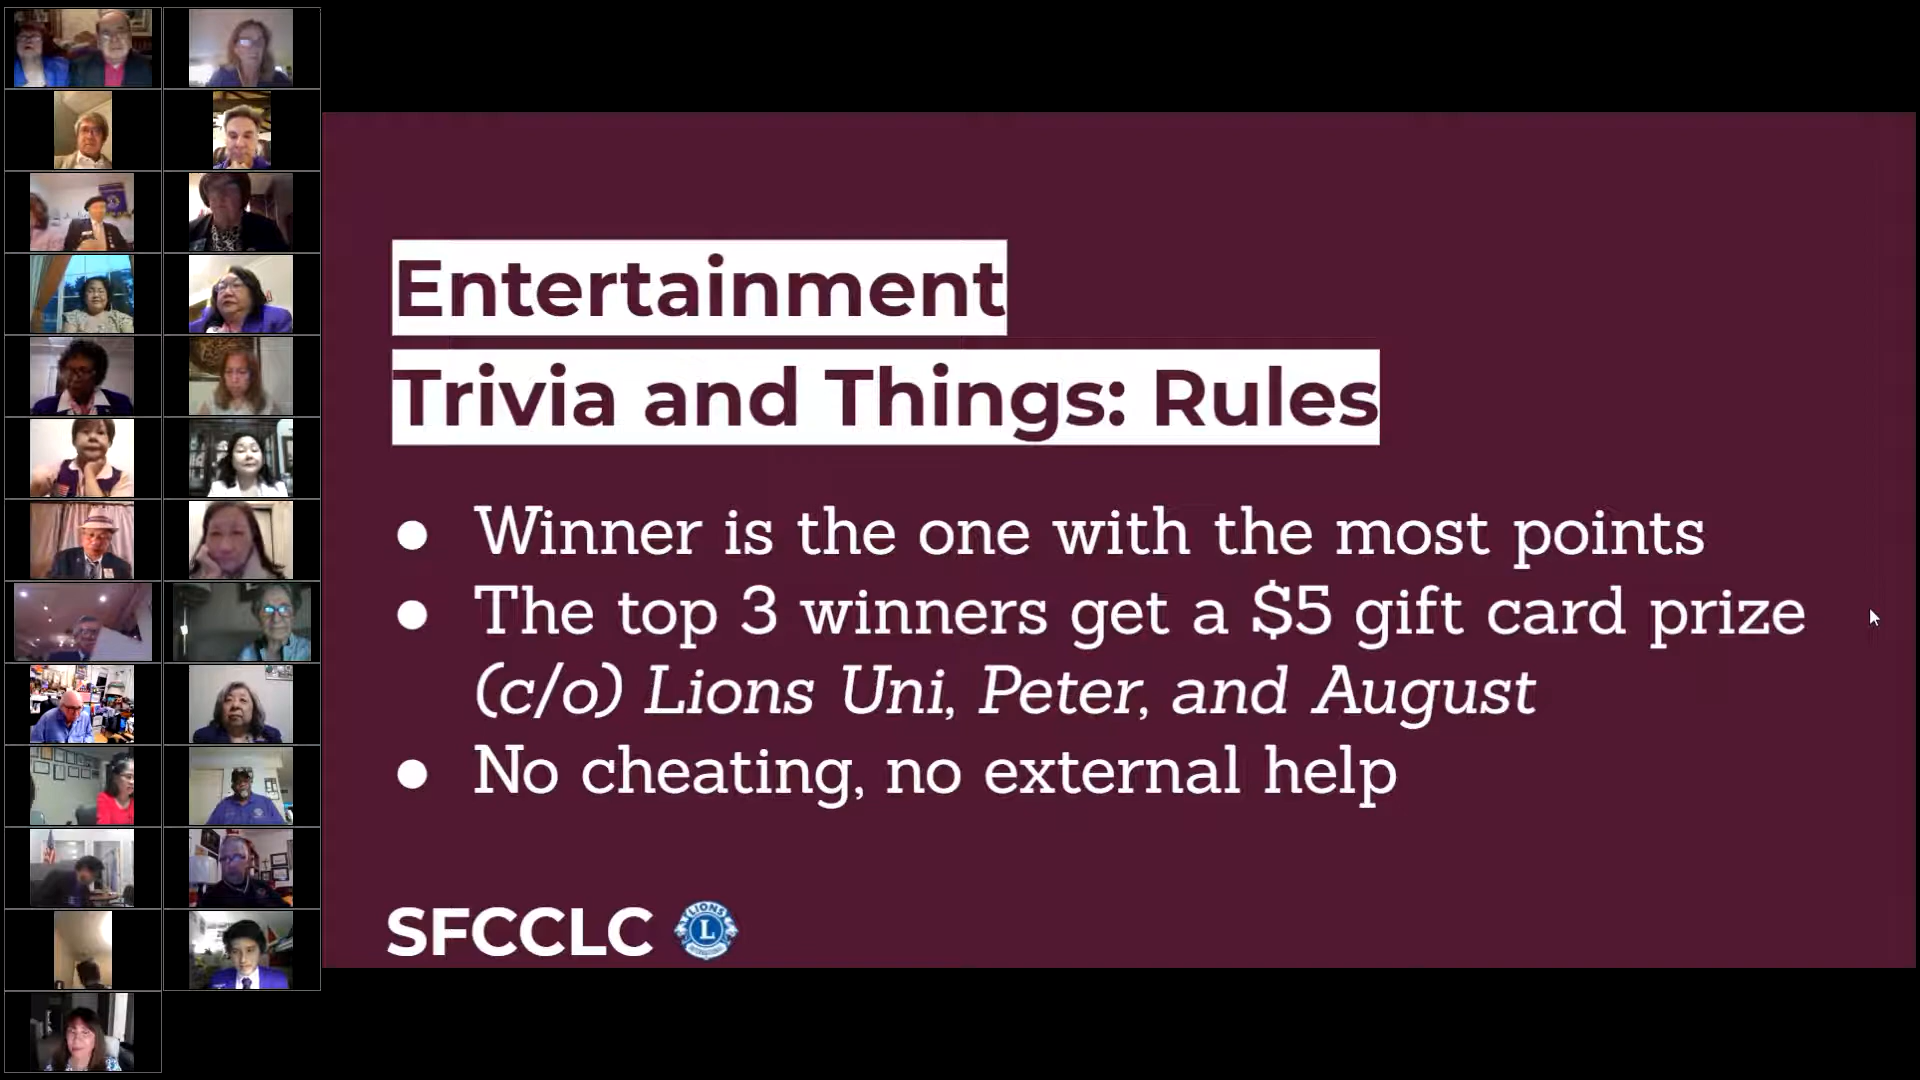 Entertainment
Trivia and Things: Rules
● Winner is the one with the most points
● The top 3 winners get a $5 gift card prize
(c/o) Lions Uni, Peter, and August
● No cheating, no external help
SFCCLC
LIONS
L
INTERNATIONAL